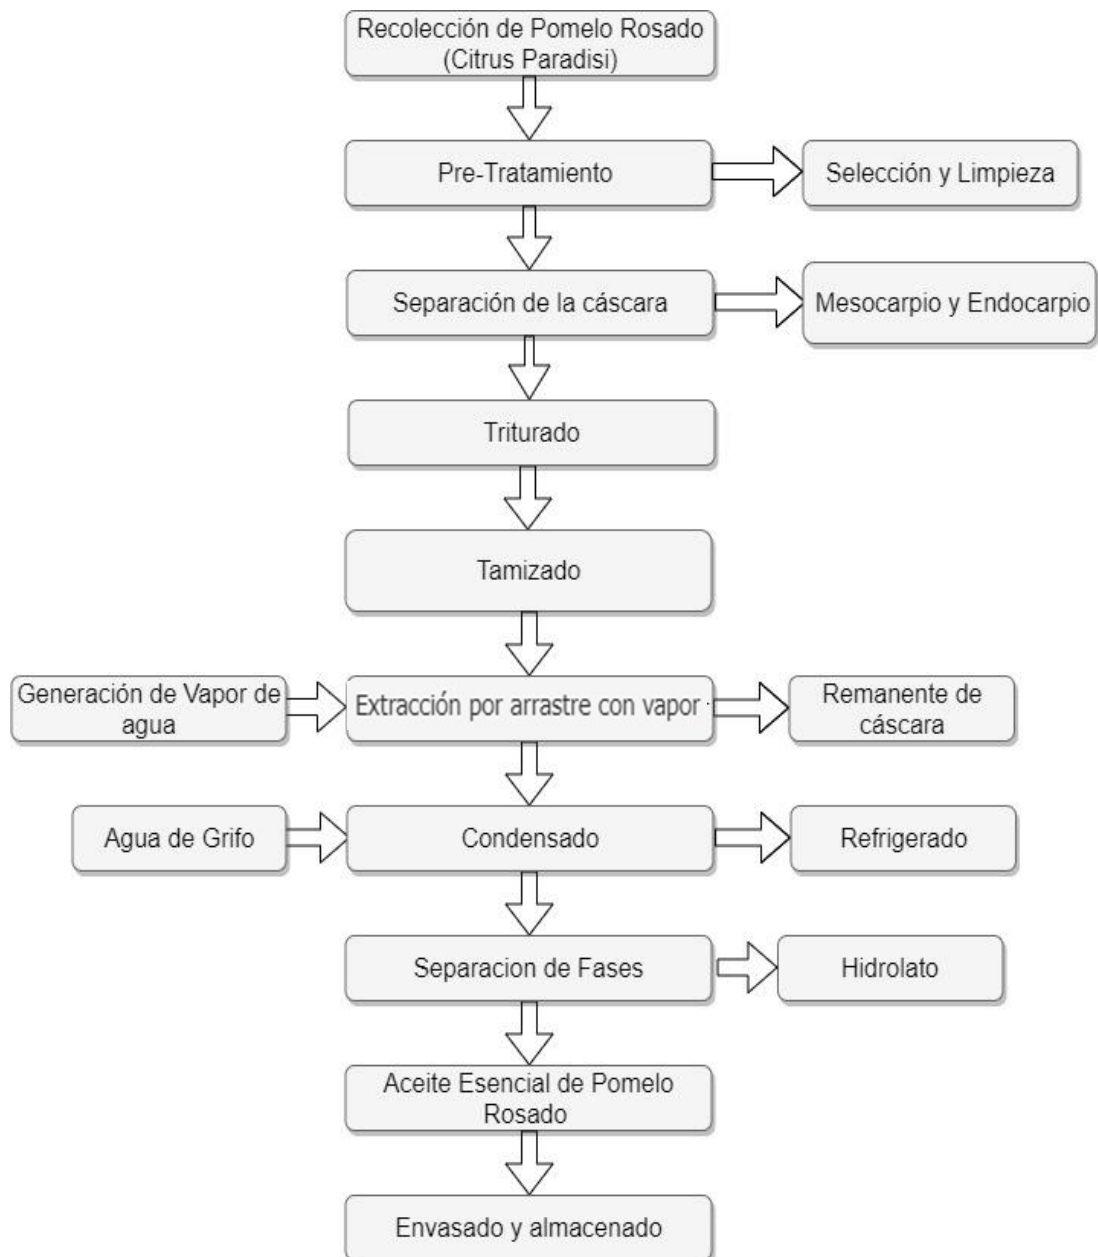 Recolección de Pomelo Rosado
(Citrus Paradisi)
Pre-Tratamiento
Selección y Limpieza
Separación de la cáscara
Mesocarpio y Endocarpio
Triturado
Tamizado
Generación de Vapor de
agua
Extracción por arrastre con vapor
Remanente de
cáscara
Agua de Grifo
Condensado
Refrigerado
Separacion de Fases
Hidrolato
Aceite Esencial de Pomelo
Rosado
Envasado y almacenado